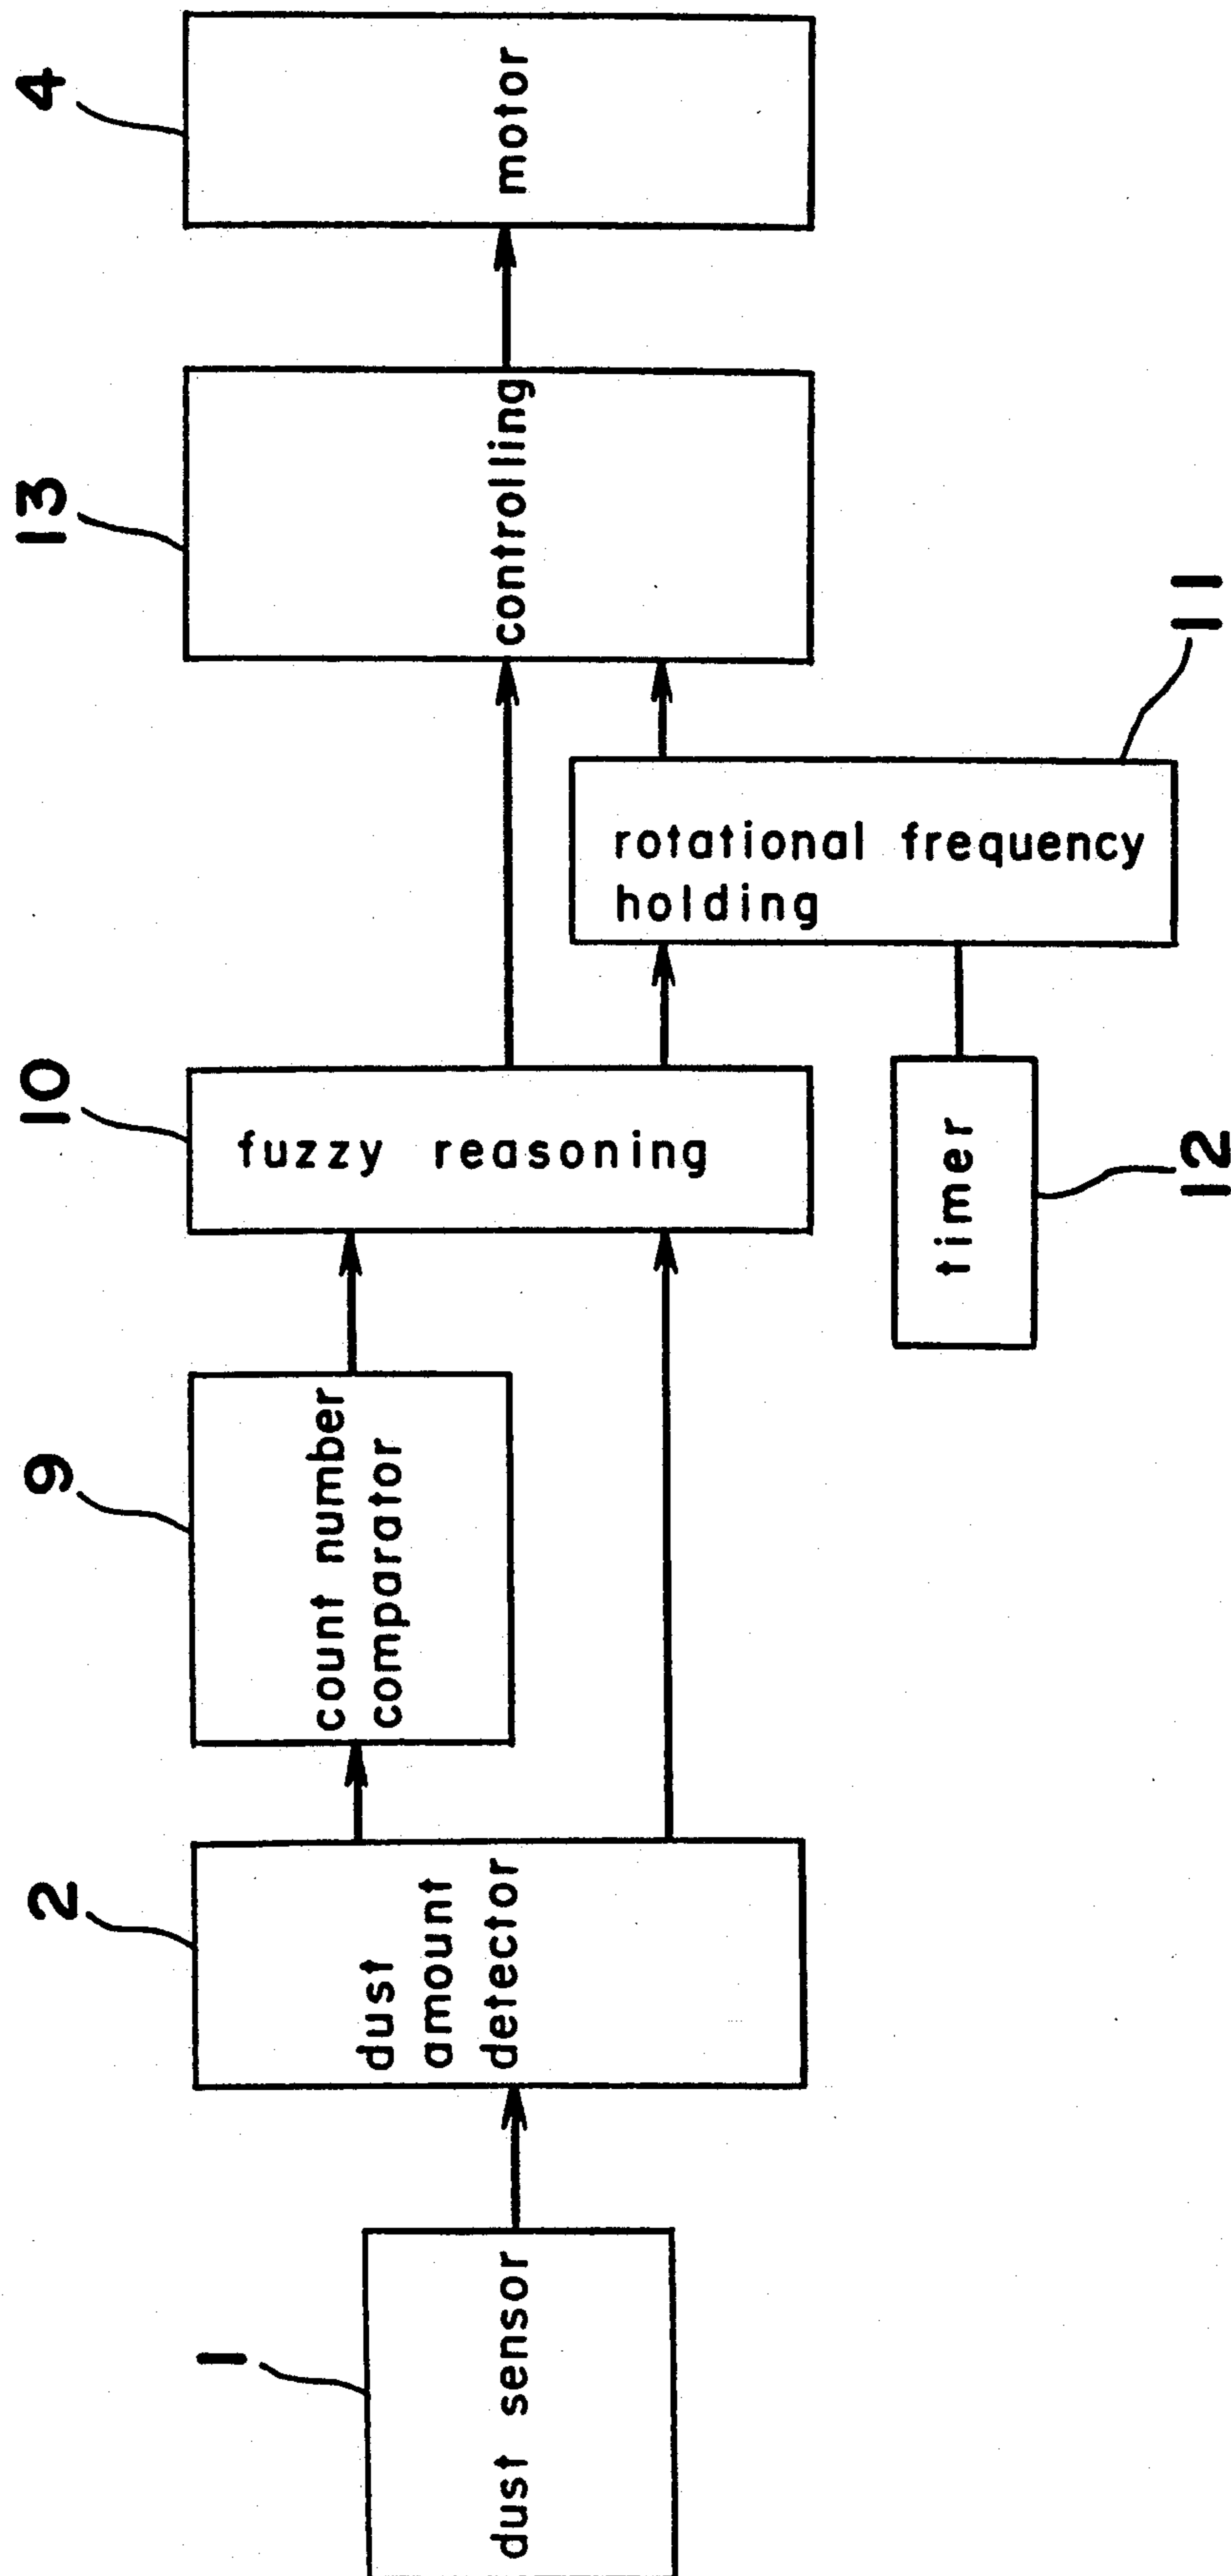 1
dust sensor
2
dust
amount
detector
9
count number
comparator
10
fuzzy reasoning
11
rotational frequency
holding
12
timer
13
controlling
4
motor